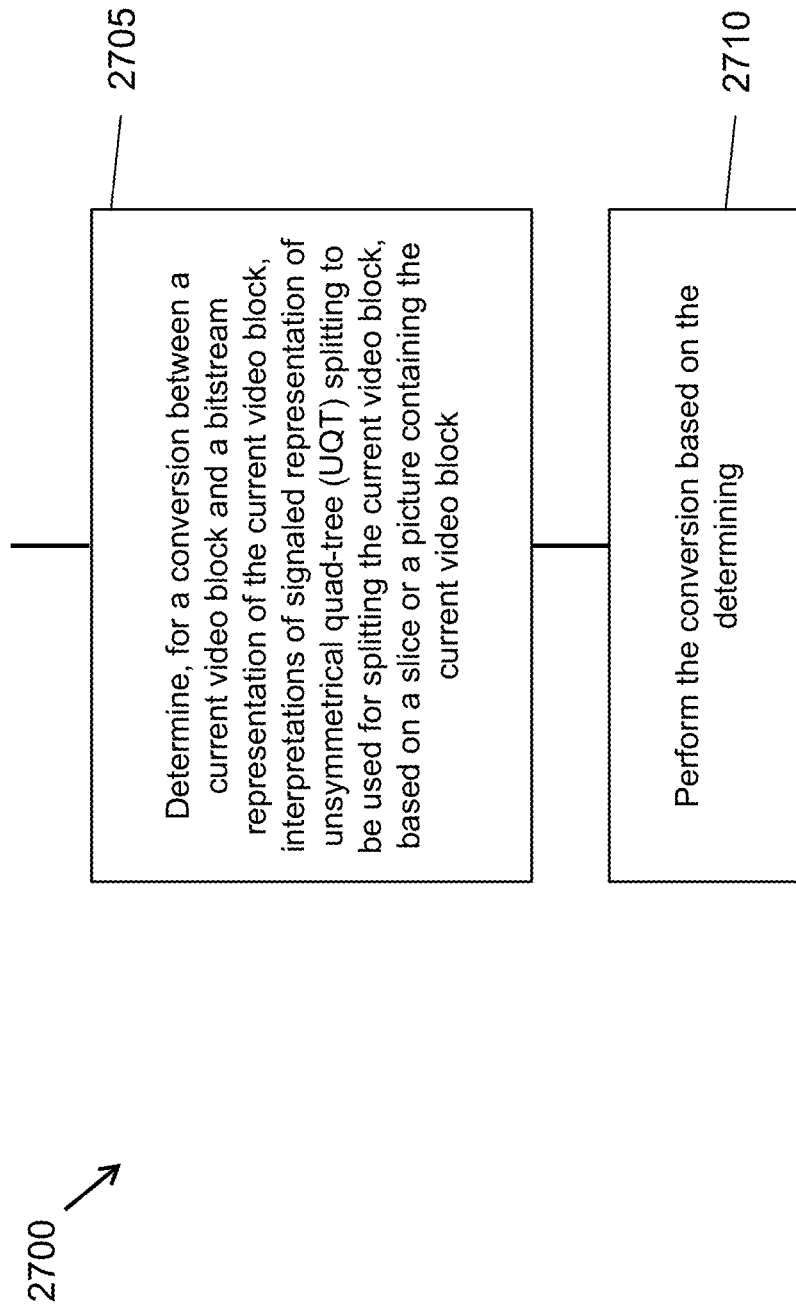 2700
Determine, for a conversion between a
current video block and a bitstream
representation of the current video block,
interpretations of signaled representation of
unsymmetrical quad-tree (UQT) splitting to
be used for splitting the current video block,
based on a slice or a picture containing the
current video block
2705
Perform the conversion based on the
determining
2710